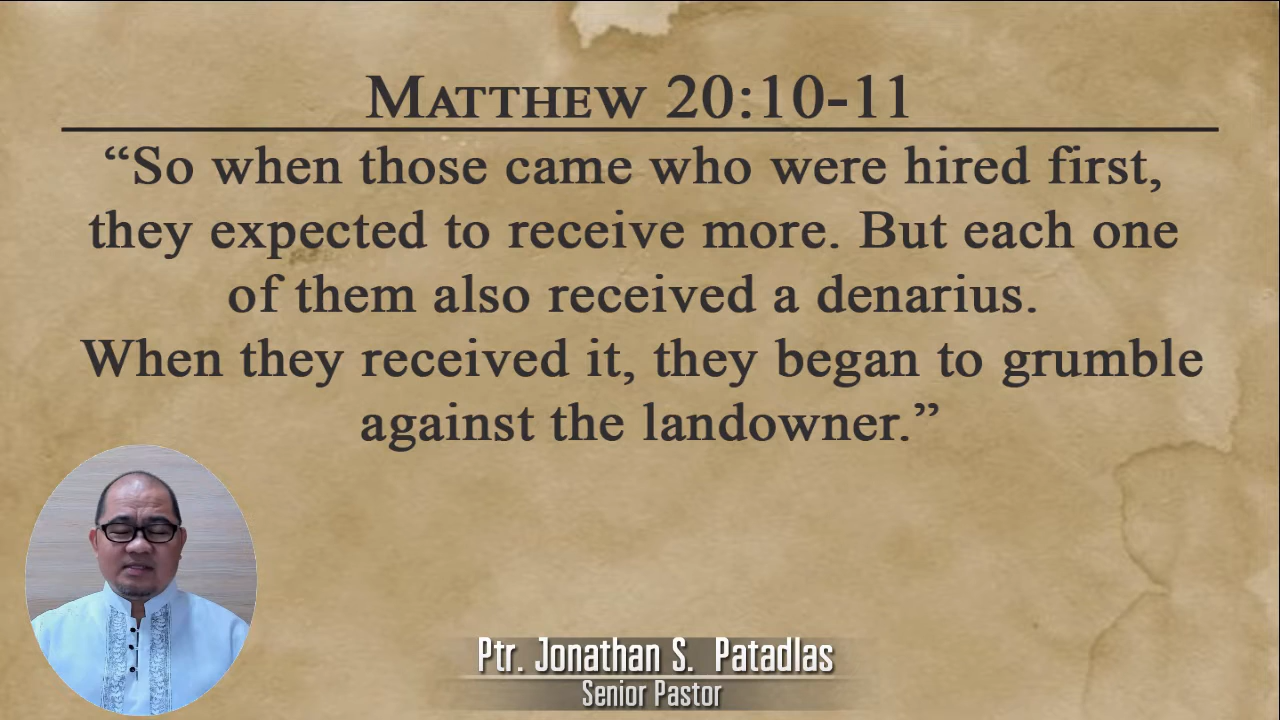 Matthew 20:10-11
“So when those came who were hired first,
they expected to receive more. But each one
of them also received a denarius.
When they received it, they began to grumble
against the landowner.”
Ptr. Jonathan S. Patadlas
Senior Pastor